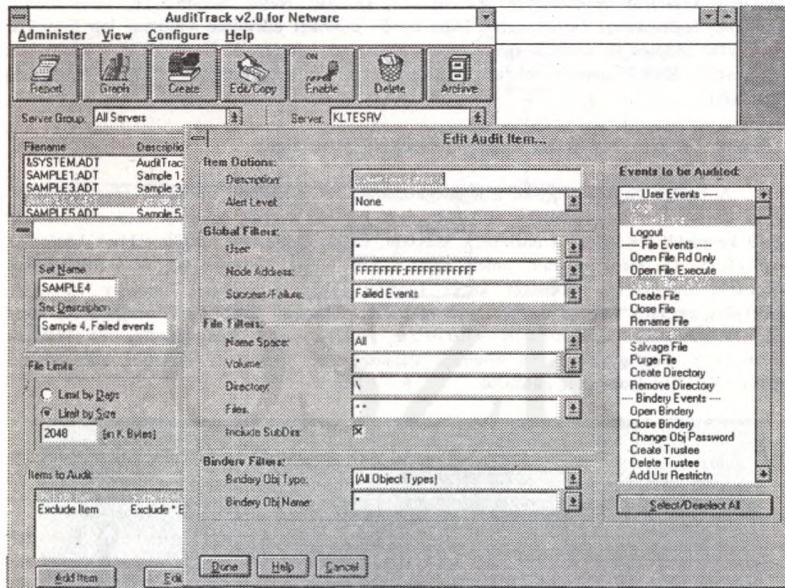 AuditTrack v2.0 for Netware
Administer View Configure Help
Report Graph Create Edit/Copy ON Enable Delete Archive
Server Group: All Servers Server: KLTESRV
Filename Descriptio
&SYSTEM.ADT AuditTrac
SAMPLE1.ADT Sample 1,
SAMPLE3.ADT Sample 3,
SAMPLE5.ADT Sample 5,
Set Name
SAMPLE4
Set Description
Sample 4, Failed events
File Limits:
Limit by Days
Limit by Size
2048 [in K Bytes]
Items to Audit:
Exclude Item Exclude *.E
Add Item Edi
Edit Audit Item...
Item Options:
Description:
Alert Level: None
Global Filters:
User: *
Node Address: FFFFFFFF:FFFFFFFFFFFF
Success/Failure: Failed Events
File Filters:
Name Space: All
Volume: *
Directory: \
Files: *.*
Include SubDirs:
Bindery Filters:
Bindery Obj Type: (All Object Types)
Bindery Obj Name: *
Done Help Cancel
Events to be Audited:
----- User Events -----
Logout
----- File Events -----
Open File Rd Only
Open File Execute
Create File
Close File
Rename File
Salvage File
Purge File
Create Directory
Remove Directory
---- Bindery Events ----
Open Bindery
Close Bindery
Change Obj Password
Create Trustee
Delete Trustee
Add Usr Restrictn
Select/Deselect All